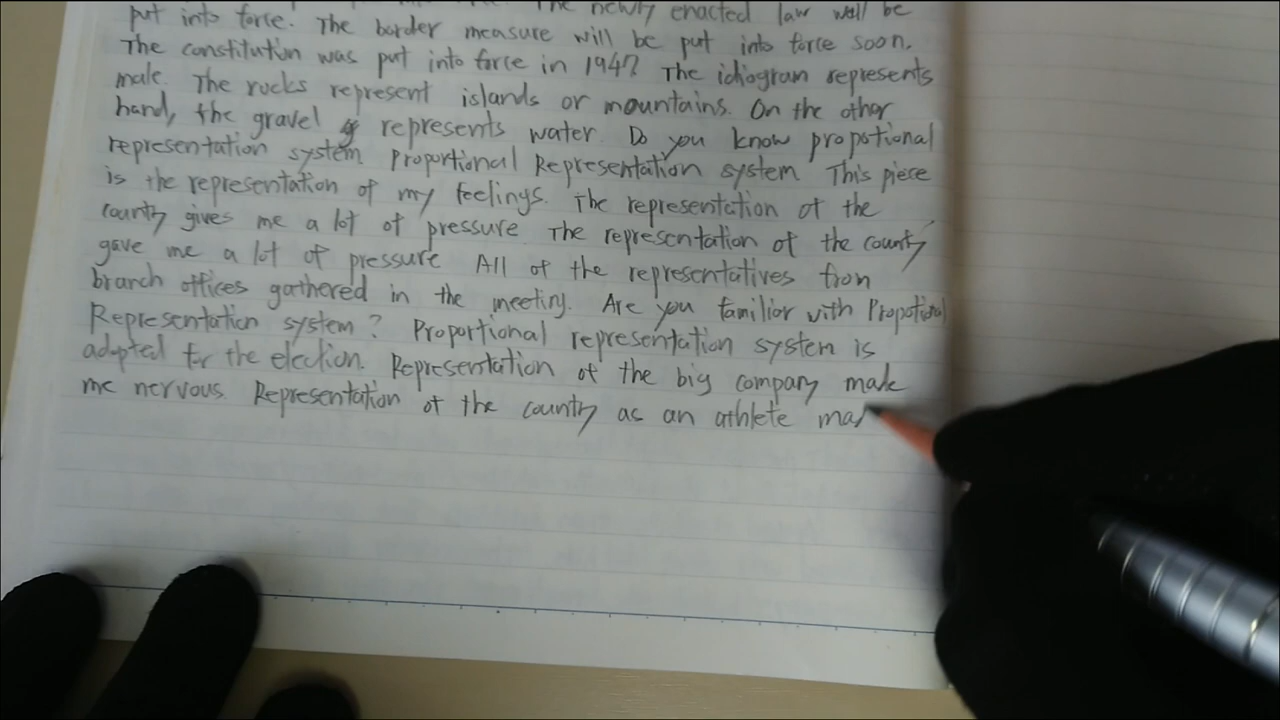 The newly enacted law will be
put into force. The border measure will be put into force soon.
The constitution was put into force in 1947 The idiogram represents
male. The rocks represent islands or mountains. On the other
hand, the gravel represents water. Do you know propotional
representation system Proportional Representation system This piece
is the representation of my feelings. The representation of the
county gives me a lot of pressure The representation of the county
gave me a lot of pressure All of the representatives from
branch offices gathered in the meeting. Are you familior with Propotional
Representation system? Proportional representation system is
adopted for the election. Representation of the big company made
me nervous. Representation of the county as an athlete ma